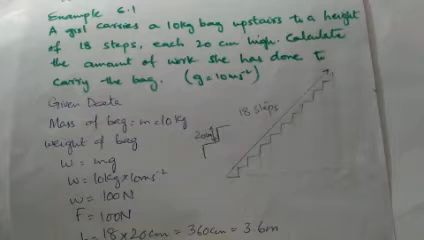 Example 6.1
A girl carries a 10kg bag upstairs to a height
of 18 steps, each 20 cm high. Calculate
the amount of work she has done to
carry the bag. (g=10ms⁻²)
Given Data
Mass of bag = m = 10kg
weight of bag
W = mg
W = 10kg×10ms⁻²
W = 100N
F = 100N
h = 18×20cm = 360cm = 3.6m
18 steps
20cm